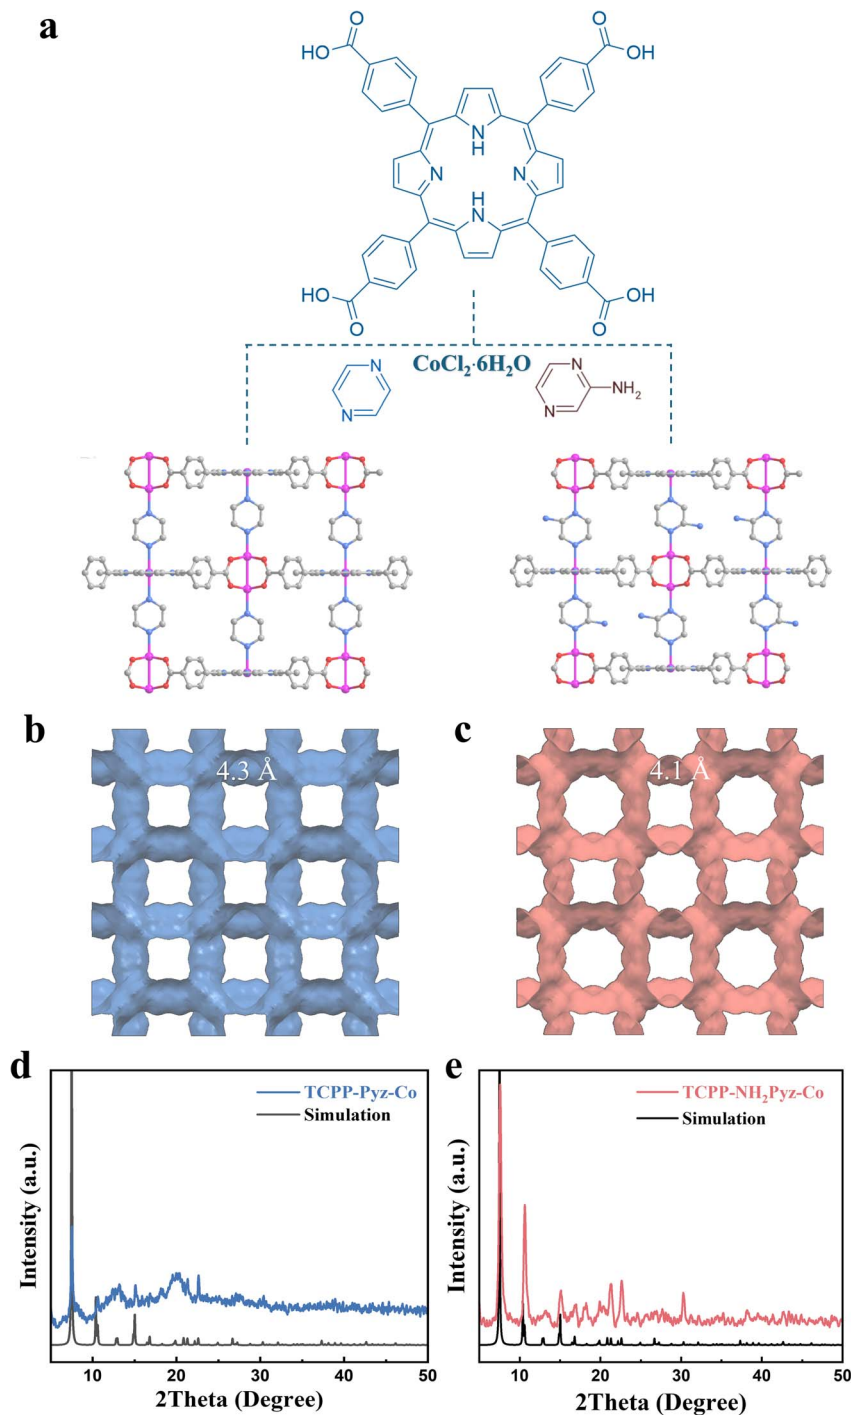 a
O
HO
O
OH
NH
N
N
HN
HO
O
OH
O
N
N
CoCl₂·6H₂O
N
N
NH₂
b
4.3 Å
c
4.1 Å
d
TCPP-Pyz-Co
Simulation
Intensity (a.u.)
10
20
30
40
50
2Theta (Degree)
e
TCPP-NH₂Pyz-Co
Simulation
Intensity (a.u.)
10
20
30
40
50
2Theta (Degree)